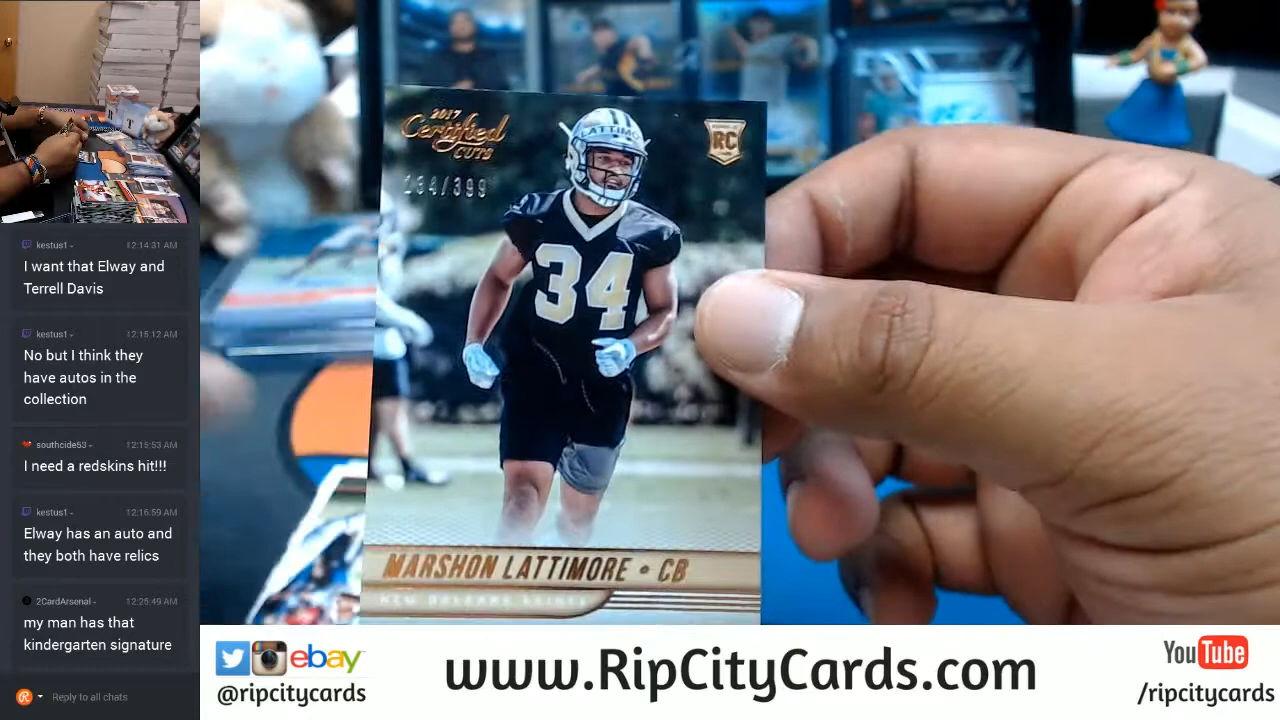 kestus1
12:14:31 AM
I want that Elway and
Terrell Davis
kestus1
12:15:12 AM
No but I think they
have autos in the
collection
southcide53
12:15:53 AM
I need a redskins hit!!!
kestus1
12:16:59 AM
Elway has an auto and
they both have relics
2CardArsenal
12:25:49 AM
my man has that
kindergarten signature
Reply to all chats
2017
Certified
CUTS
LATTIMO
RC
/399
34
MARSHON LATTIMORE • CB
NEW ORLEANS SAINTS
ebay
@ripcitycards
www.RipCityCards.com
YouTube
/ripcitycards